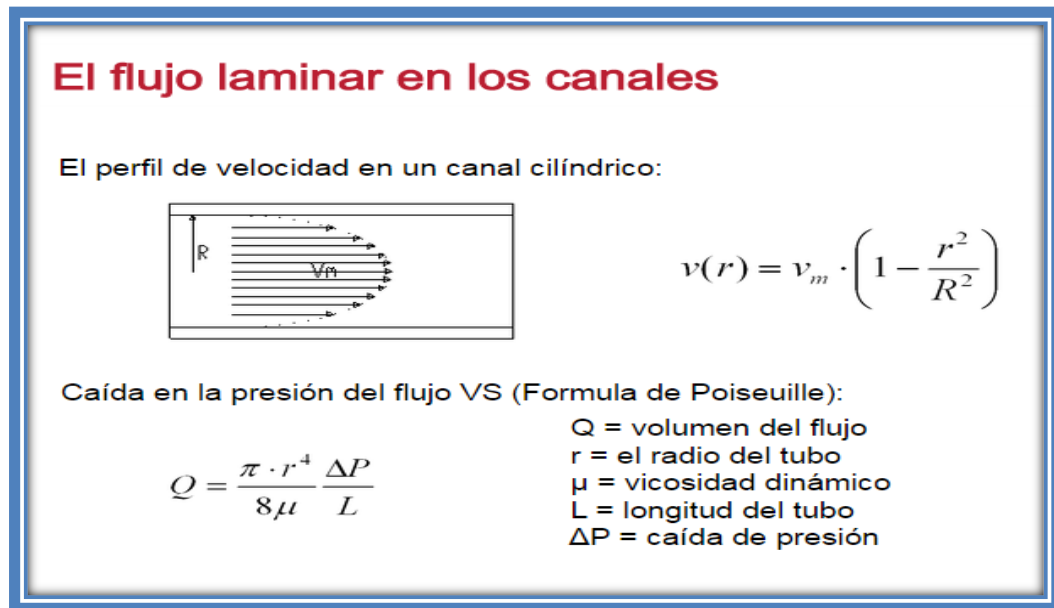 El flujo laminar en los canales
El perfil de velocidad en un canal cilíndrico:
R
Vm
v(r) = v_m · (1 − r²/R²)
Caída en la presión del flujo VS (Formula de Poiseuille):
Q = (π · r⁴ / 8μ) (ΔP / L)
Q = volumen del flujo
r = el radio del tubo
μ = vicosidad dinámico
L = longitud del tubo
ΔP = caída de presión